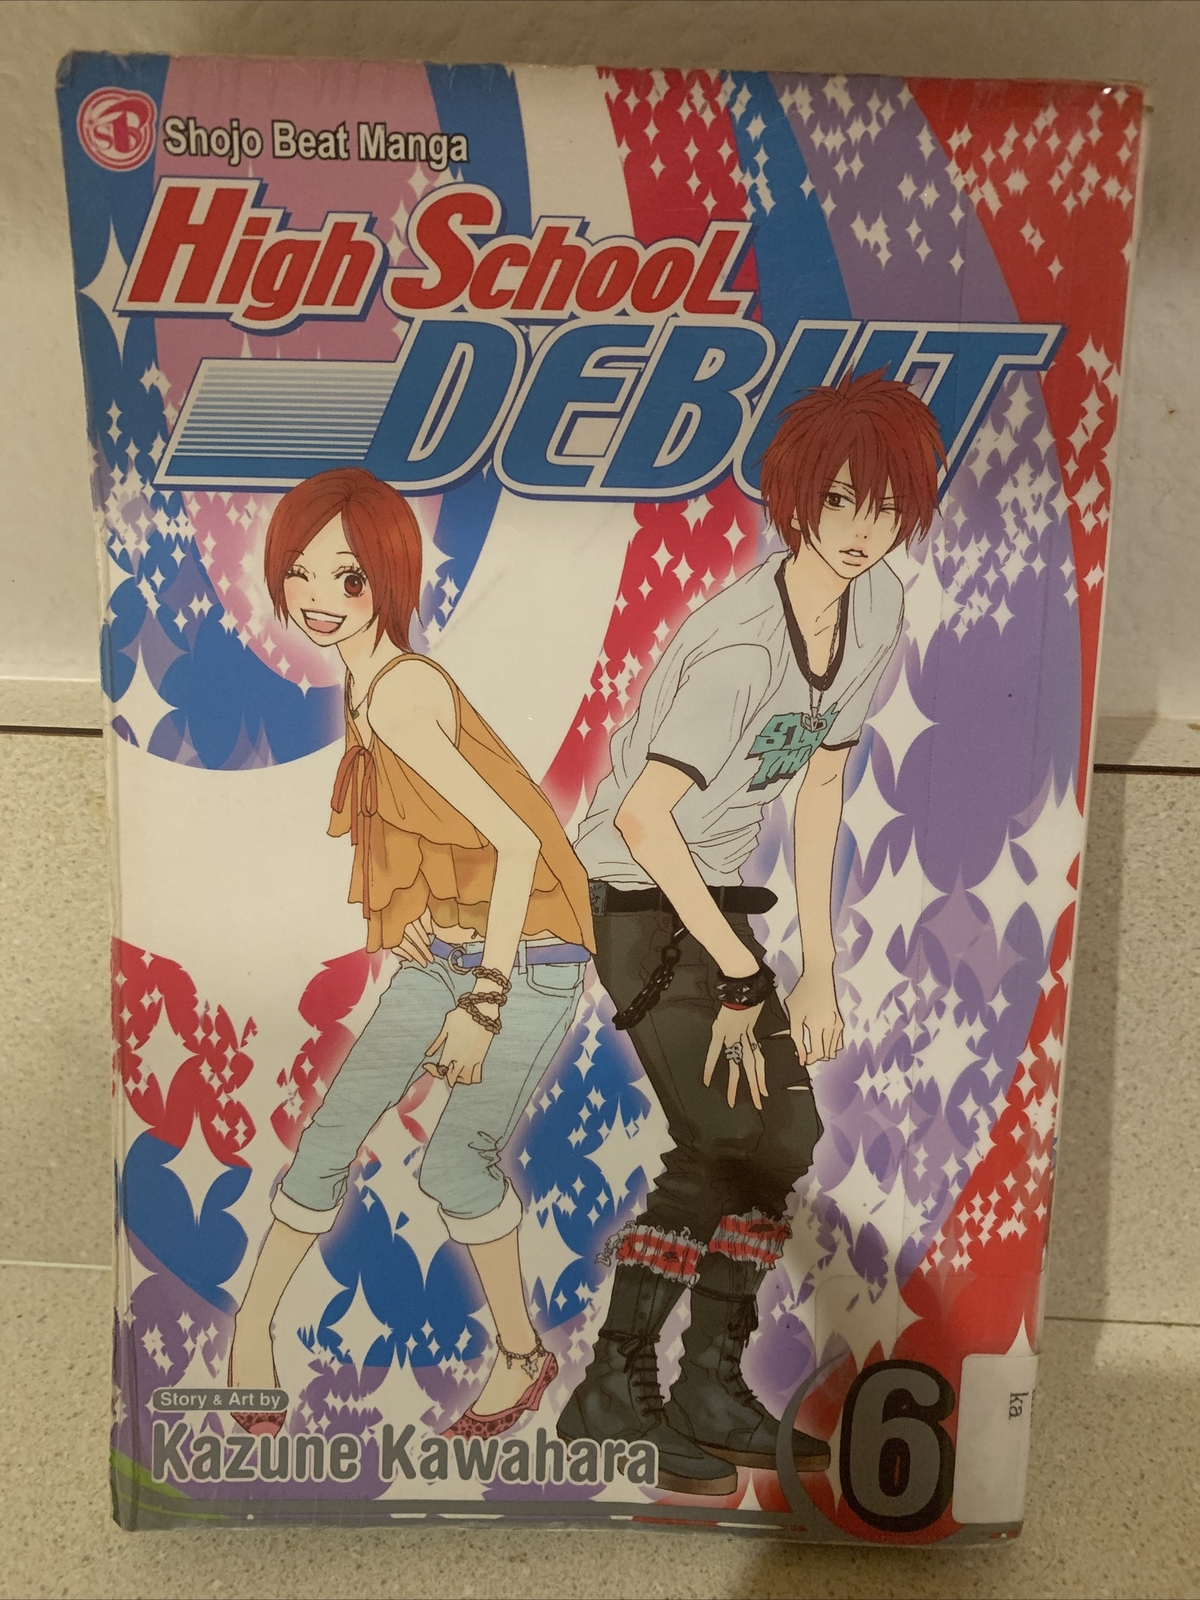 Shojo Beat Manga
High School
DEBUT
Story & Art by
Kazune Kawahara
6
ka